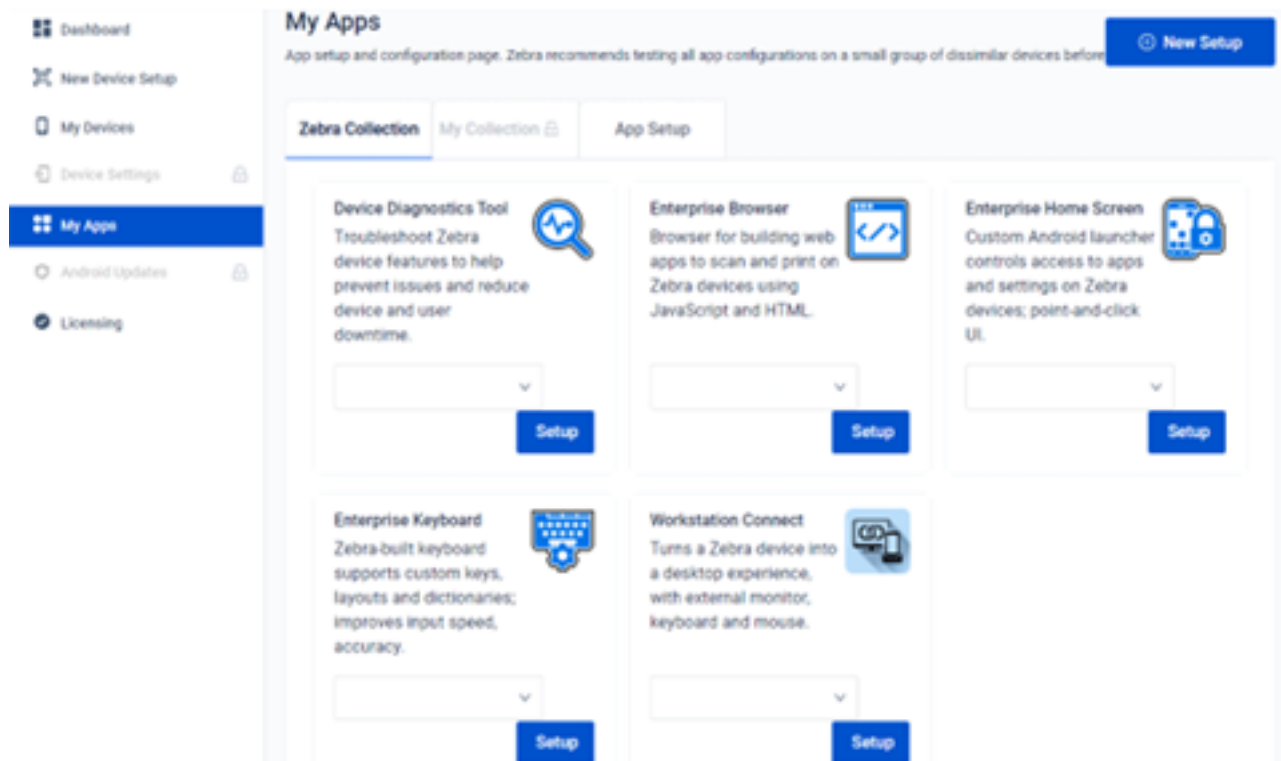 Dashboard
New Device Setup
My Devices
Device Settings
My Apps
Android Updates
Licensing
My Apps
App setup and configuration page. Zebra recommends testing all app configurations on a small group of dissimilar devices before
New Setup
Zebra Collection
My Collection
App Setup
Device Diagnostics Tool
Troubleshoot Zebra
device features to help
prevent issues and reduce
device and user
downtime.
Setup
Enterprise Browser
Browser for building web
apps to scan and print on
Zebra devices using
JavaScript and HTML.
Setup
Enterprise Home Screen
Custom Android launcher
controls access to apps
and settings on Zebra
devices; point-and-click
UI.
Setup
Enterprise Keyboard
Zebra-built keyboard
supports custom keys,
layouts and dictionaries;
improves input speed,
accuracy.
Setup
Workstation Connect
Turns a Zebra device into
a desktop experience,
with external monitor,
keyboard and mouse.
Setup